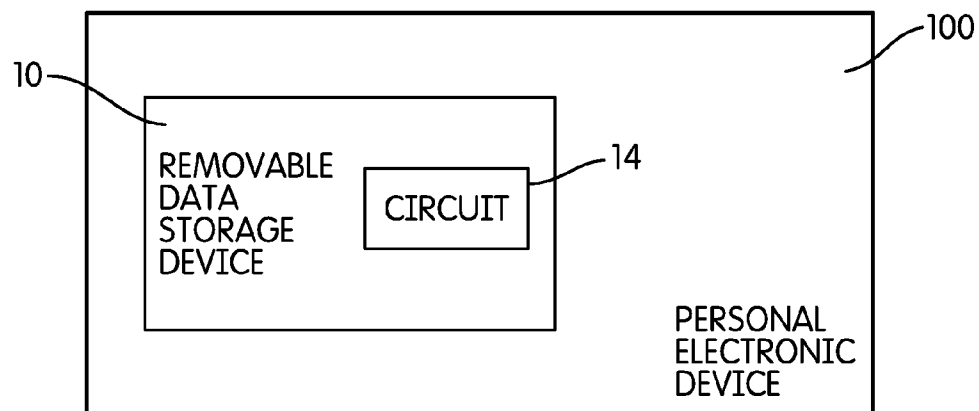 100
10
14
REMOVABLE
DATA
STORAGE
DEVICE
CIRCUIT
PERSONAL
ELECTRONIC
DEVICE